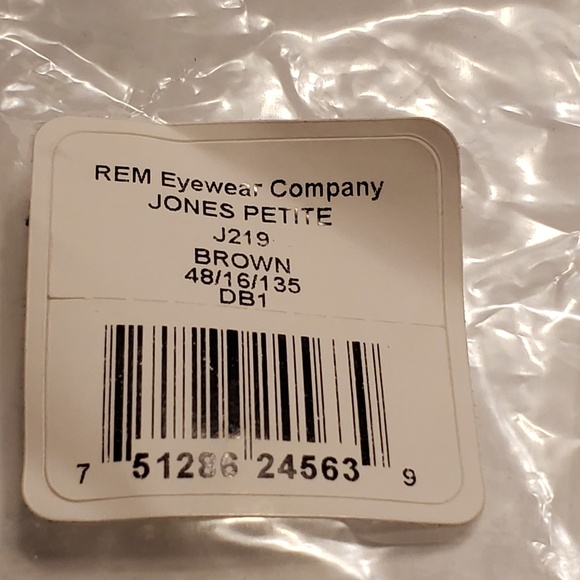 REM Eyewear Company
JONES PETITE
J219
BROWN
48/16/135
DB1
7 51286 24563 9